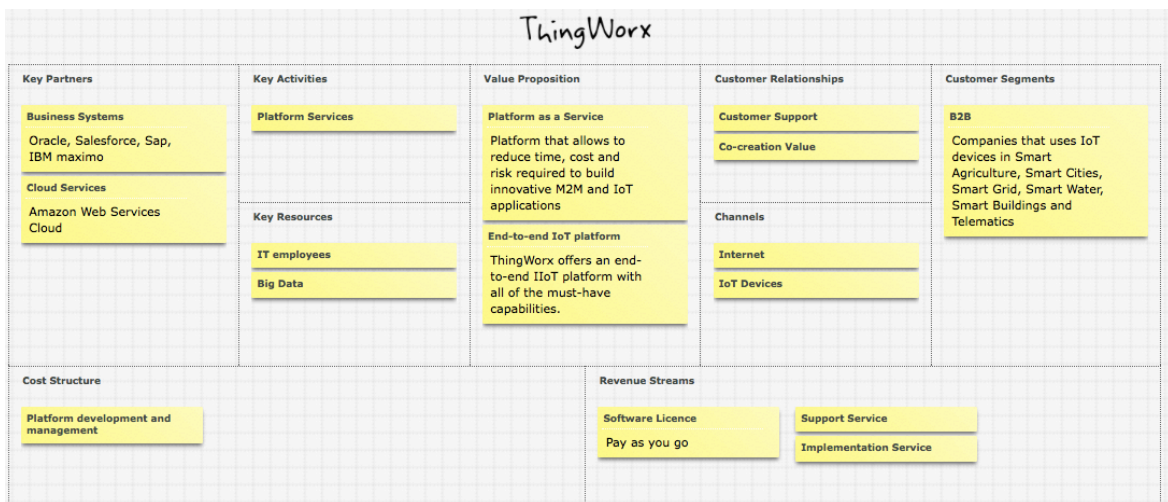 ThingWorx
Key Partners
Business Systems
Oracle, Salesforce, Sap,
IBM maximo
Cloud Services
Amazon Web Services
Cloud
Key Activities
Platform Services
Key Resources
IT employees
Big Data
Value Proposition
Platform as a Service
Platform that allows to
reduce time, cost and
risk required to build
innovative M2M and IoT
applications
End-to-end IoT platform
ThingWorx offers an end-
to-end IIoT platform with
all of the must-have
capabilities.
Customer Relationships
Customer Support
Co-creation Value
Channels
Internet
IoT Devices
Customer Segments
B2B
Companies that uses IoT
devices in Smart
Agriculture, Smart Cities,
Smart Grid, Smart Water,
Smart Buildings and
Telematics
Cost Structure
Platform development and
management
Revenue Streams
Software Licence
Pay as you go
Support Service
Implementation Service